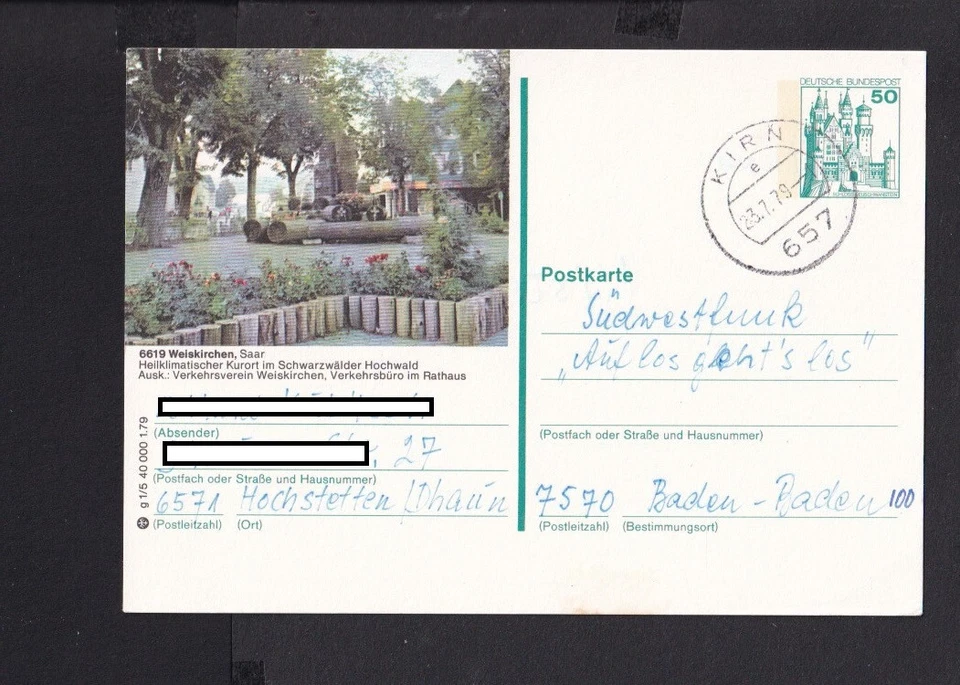 DEUTSCHE BUNDESPOST
50
KIRN
e
23.7.79
657
6619 Weiskirchen, Saar
Heilklimatischer Kurort im Schwarzwälder Hochwald
Ausk.: Verkehrsverein Weiskirchen, Verkehrsbüro im Rathaus
(Absender)
27
(Postfach oder Straße und Hausnummer)
6571 Hochstetten/Dhaun
(Postleitzahl) (Ort)
g 1/5 40 000 1.79
Postkarte
Südwestfunk
„Auf los geht's los"
(Postfach oder Straße und Hausnummer)
7570 Baden-Baden 100
(Postleitzahl) (Bestimmungsort)